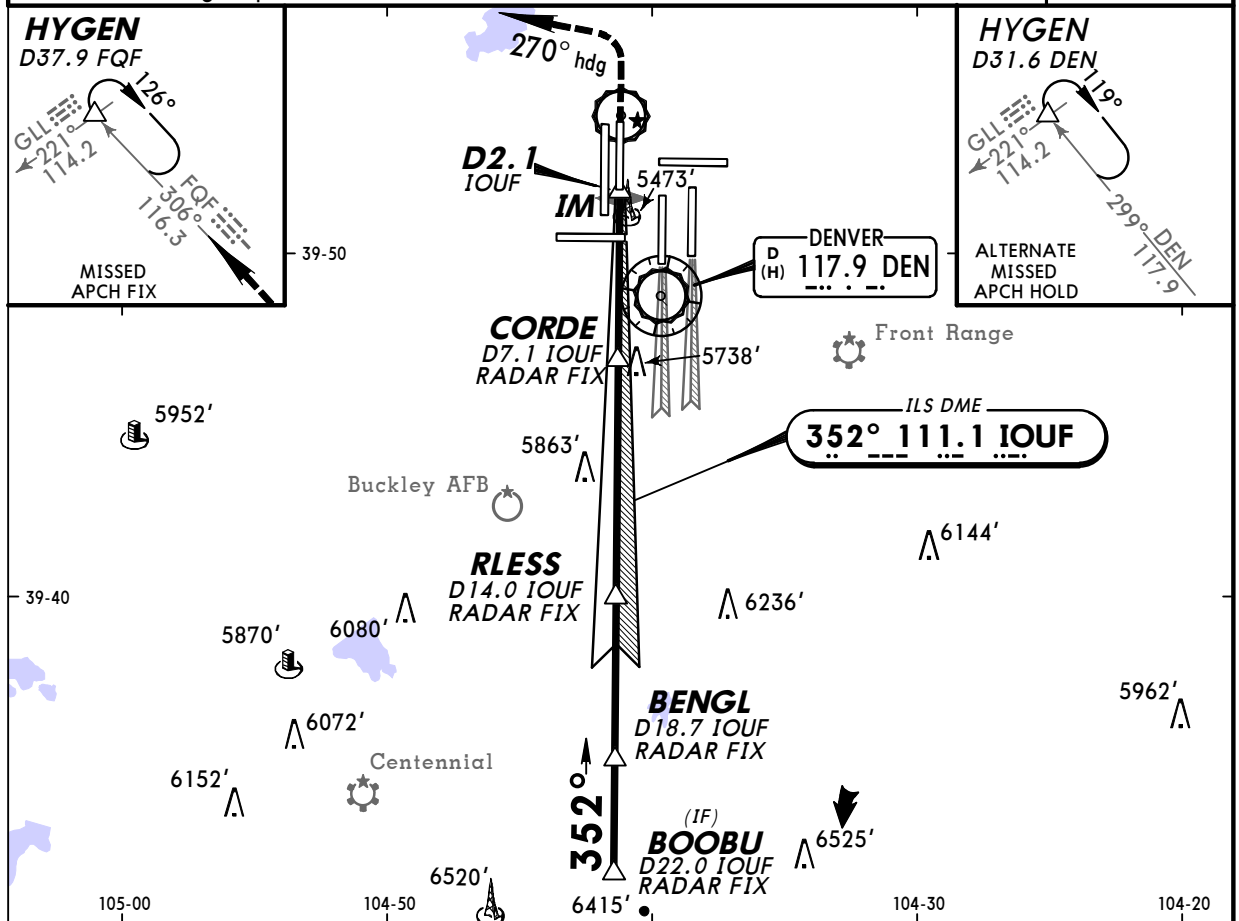 HYGEN
D37.9 FQF
126°
GLL
221°
114.2
FQF
306°
116.3
MISSED
APCH FIX
270° hdg
HYGEN
D31.6 DEN
119°
GLL
221°
114.2
299° DEN
117.9
ALTERNATE
MISSED
APCH HOLD
D2.1
IOUF
IM
5473'
39-50
DENVER
D
(H)
117.9 DEN
CORDE
D7.1 IOUF
RADAR FIX
5738'
Front Range
5952'
ILS DME
352° 111.1 IOUF
5863'
Buckley AFB
6144'
RLESS
D14.0 IOUF
RADAR FIX
39-40
6236'
6080'
5870'
5962'
BENGL
D18.7 IOUF
RADAR FIX
6072'
Centennial
6152'
352°
(IF)
BOOBU
D22.0 IOUF
RADAR FIX
6525'
6520'
6415'
105-00
104-50
104-30
104-20